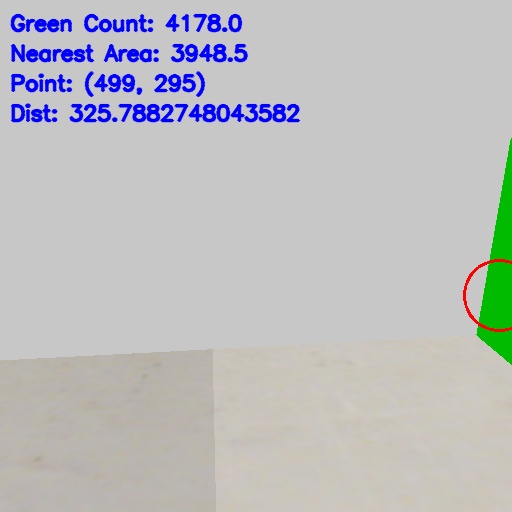 Green Count: 4178.0
Nearest Area: 3948.5
Point: (499, 295)
Dist: 325.7882748043582